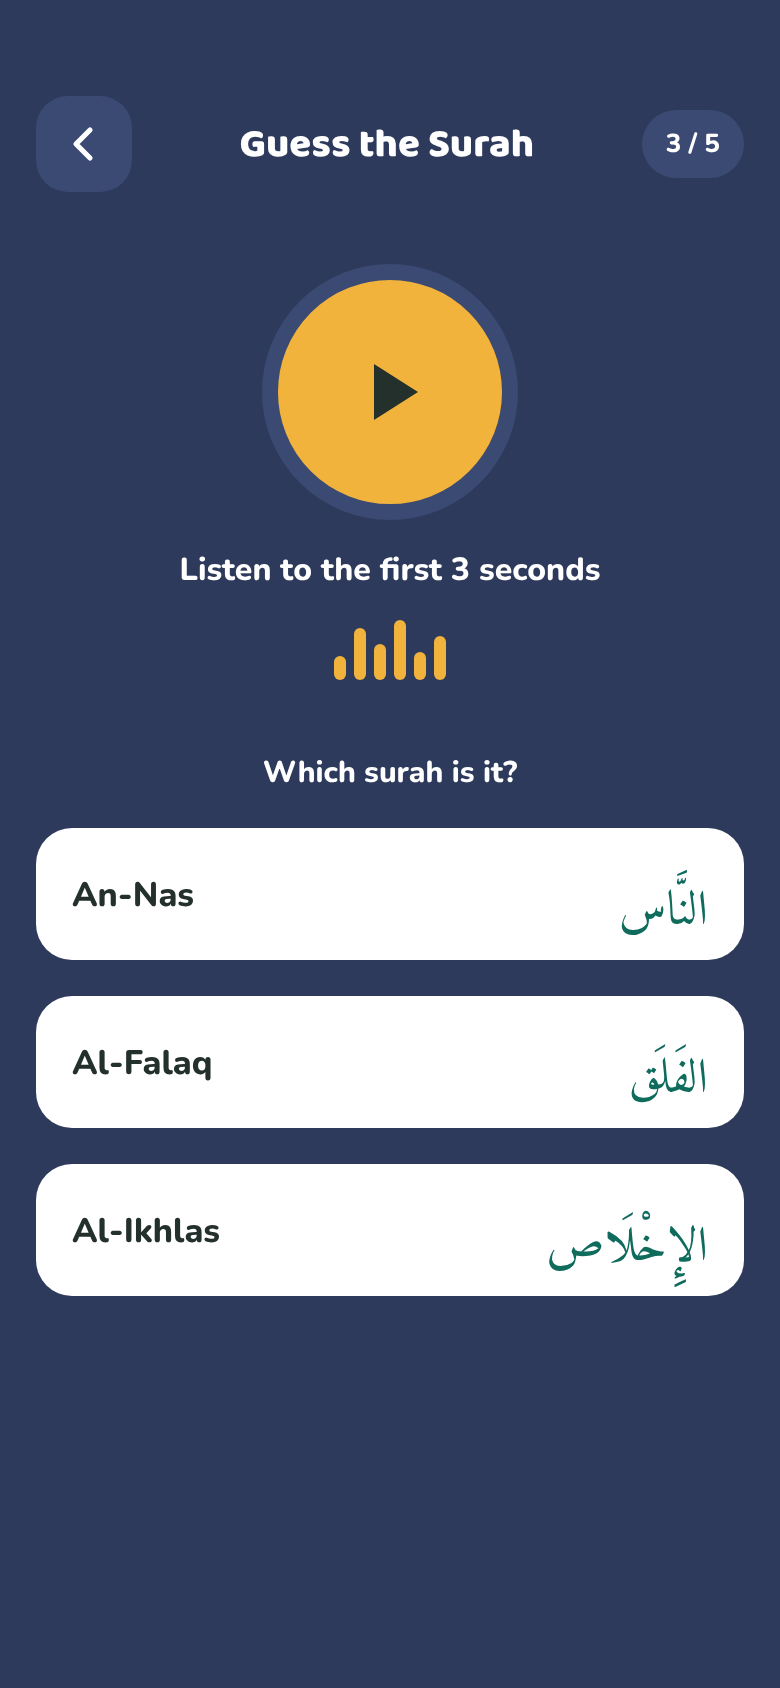 Guess the Surah
3 / 5
Listen to the first 3 seconds
Which surah is it?
An-Nas النَّاس
Al-Falaq الفَلَق
Al-Ikhlas الإِخْلَاص